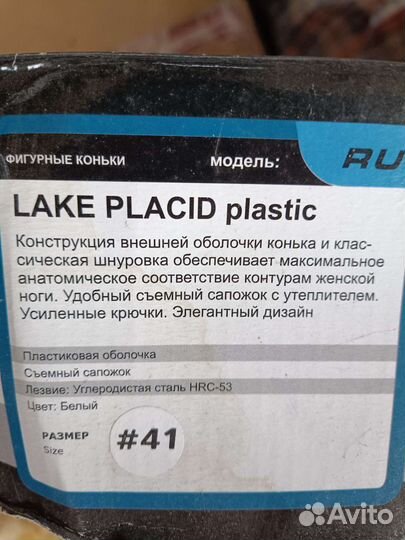 ФИГУРНЫЕ КОНЬКИ МОДЕЛЬ: RU
LAKE PLACID plastic
Конструкция внешней оболочки конька и клас-
сическая шнуровка обеспечивает максимальное
анатомическое соответствие контурам женской
ноги. Удобный съемный сапожок с утеплителем.
Усиленные крючки. Элегантный дизайн
Пластиковая оболочка
Съемный сапожок
Лезвие: Углеродистая сталь HRC-53
Цвет: Белый
РАЗМЕР
Size
#41
Avito